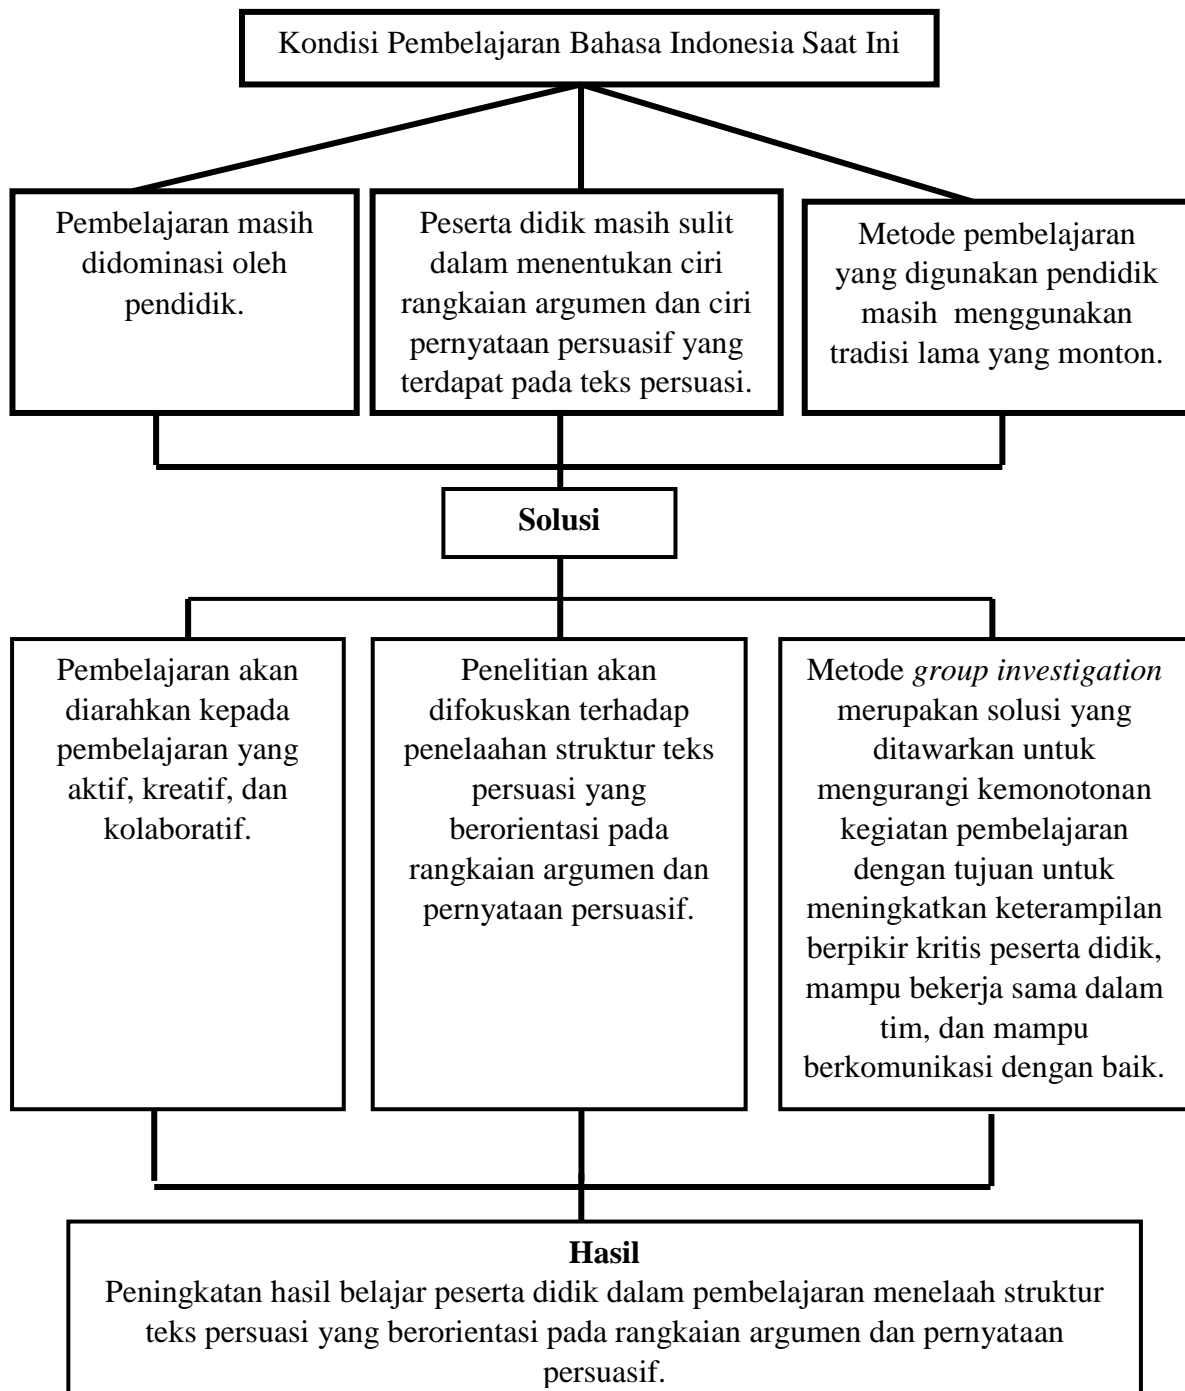 Kondisi Pembelajaran Bahasa Indonesia Saat Ini
Pembelajaran masih
didominasi oleh
pendidik.
Peserta didik masih sulit
dalam menentukan ciri
rangkaian argumen dan ciri
pernyataan persuasif yang
terdapat pada teks persuasi.
Metode pembelajaran
yang digunakan pendidik
masih  menggunakan
tradisi lama yang monton.
Solusi
Pembelajaran akan
diarahkan kepada
pembelajaran yang
aktif, kreatif, dan
kolaboratif.
Penelitian akan
difokuskan terhadap
penelaahan struktur teks
persuasi yang
berorientasi pada
rangkaian argumen dan
pernyataan persuasif.
Metode group investigation
merupakan solusi yang
ditawarkan untuk
mengurangi kemonotonan
kegiatan pembelajaran
dengan tujuan untuk
meningkatkan keterampilan
berpikir kritis peserta didik,
mampu bekerja sama dalam
tim, dan mampu
berkomunikasi dengan baik.
Hasil
Peningkatan hasil belajar peserta didik dalam pembelajaran menelaah struktur
teks persuasi yang berorientasi pada rangkaian argumen dan pernyataan
persuasif.